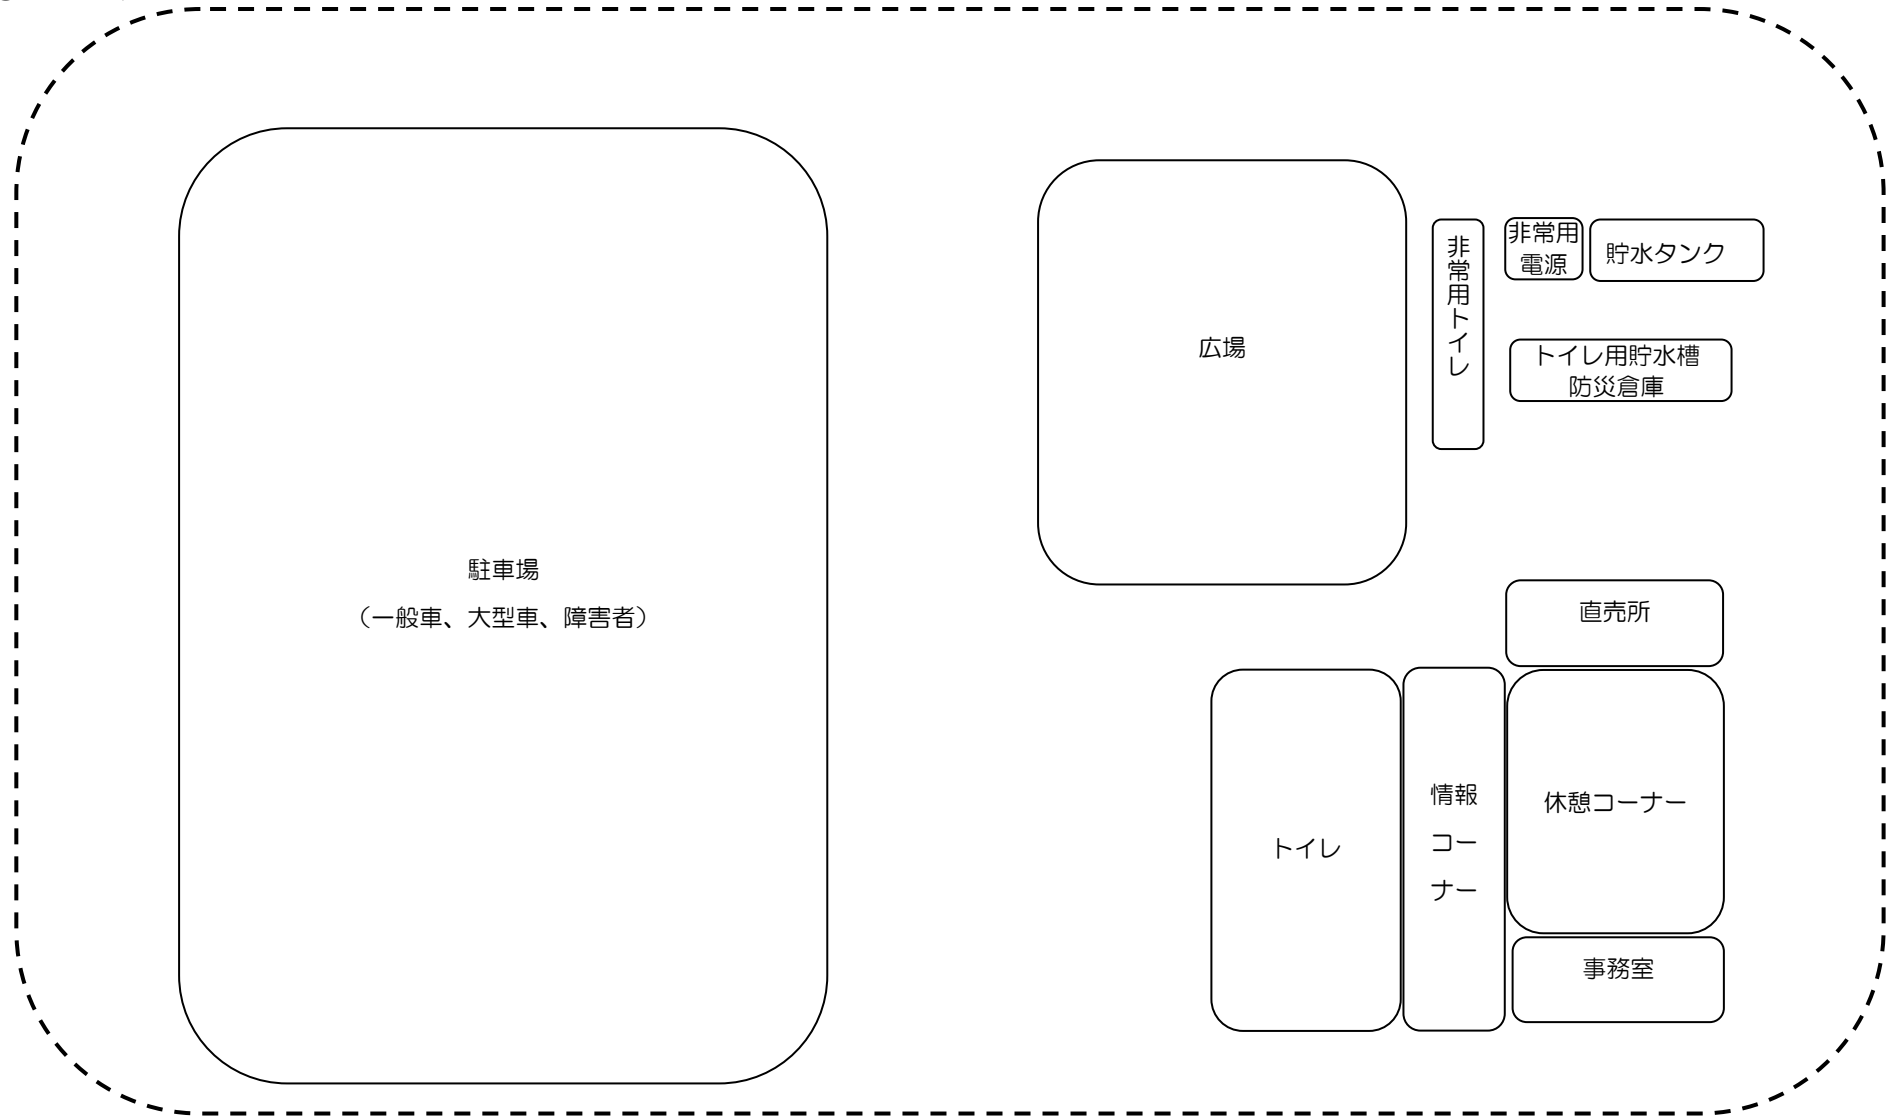 駐車場
（一般車、大型車、障害者）
広場
非常用トイレ
非常用
電源
貯水タンク
トイレ用貯水槽
防災倉庫
直売所
トイレ
情報
コー
ナー
休憩コーナー
事務室